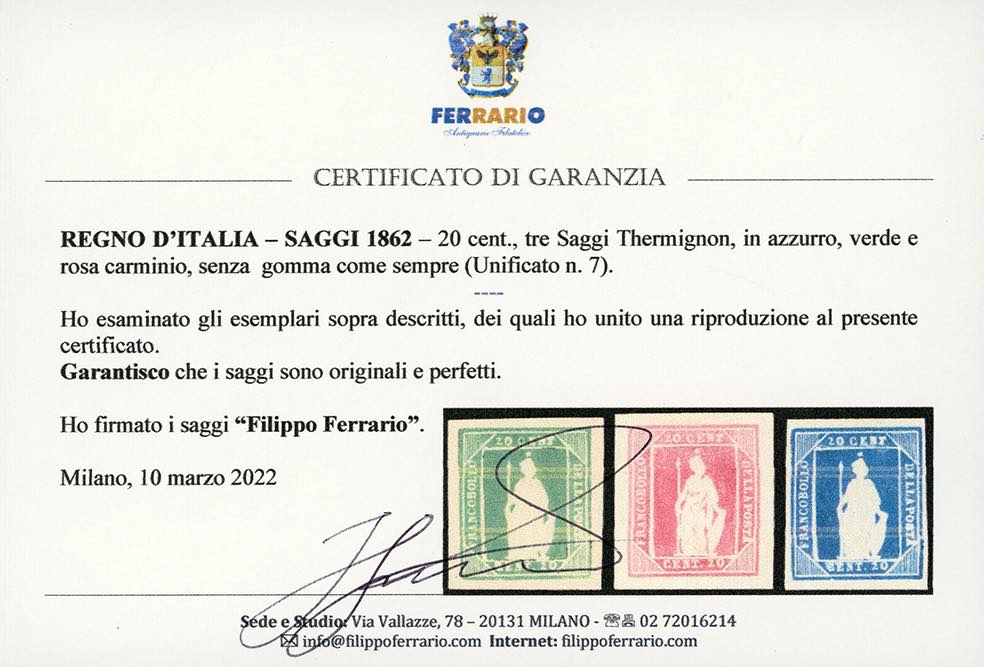 FERRARIO
Antiquario Filatelico
CERTIFICATO DI GARANZIA
REGNO D’ITALIA – SAGGI 1862 – 20 cent., tre Saggi Thermignon, in azzurro, verde e
rosa carminio, senza gomma come sempre (Unificato n. 7).
----
Ho esaminato gli esemplari sopra descritti, dei quali ho unito una riproduzione al presente
certificato.
Garantisco che i saggi sono originali e perfetti.
Ho firmato i saggi “Filippo Ferrario”.
Milano, 10 marzo 2022
20 CENT
FRANCOBOLLO
DELLA POSTA
CENT. 20
20 CENT
FRANCOBOLLO
DELLA POSTA
CENT. 20
20 CENT
FRANCOBOLLO
DELLA POSTA
CENT. 20
Sede e Studio: Via Vallazze, 78 – 20131 MILANO - 02 72016214
info@filippoferrario.com Internet: filippoferrario.com